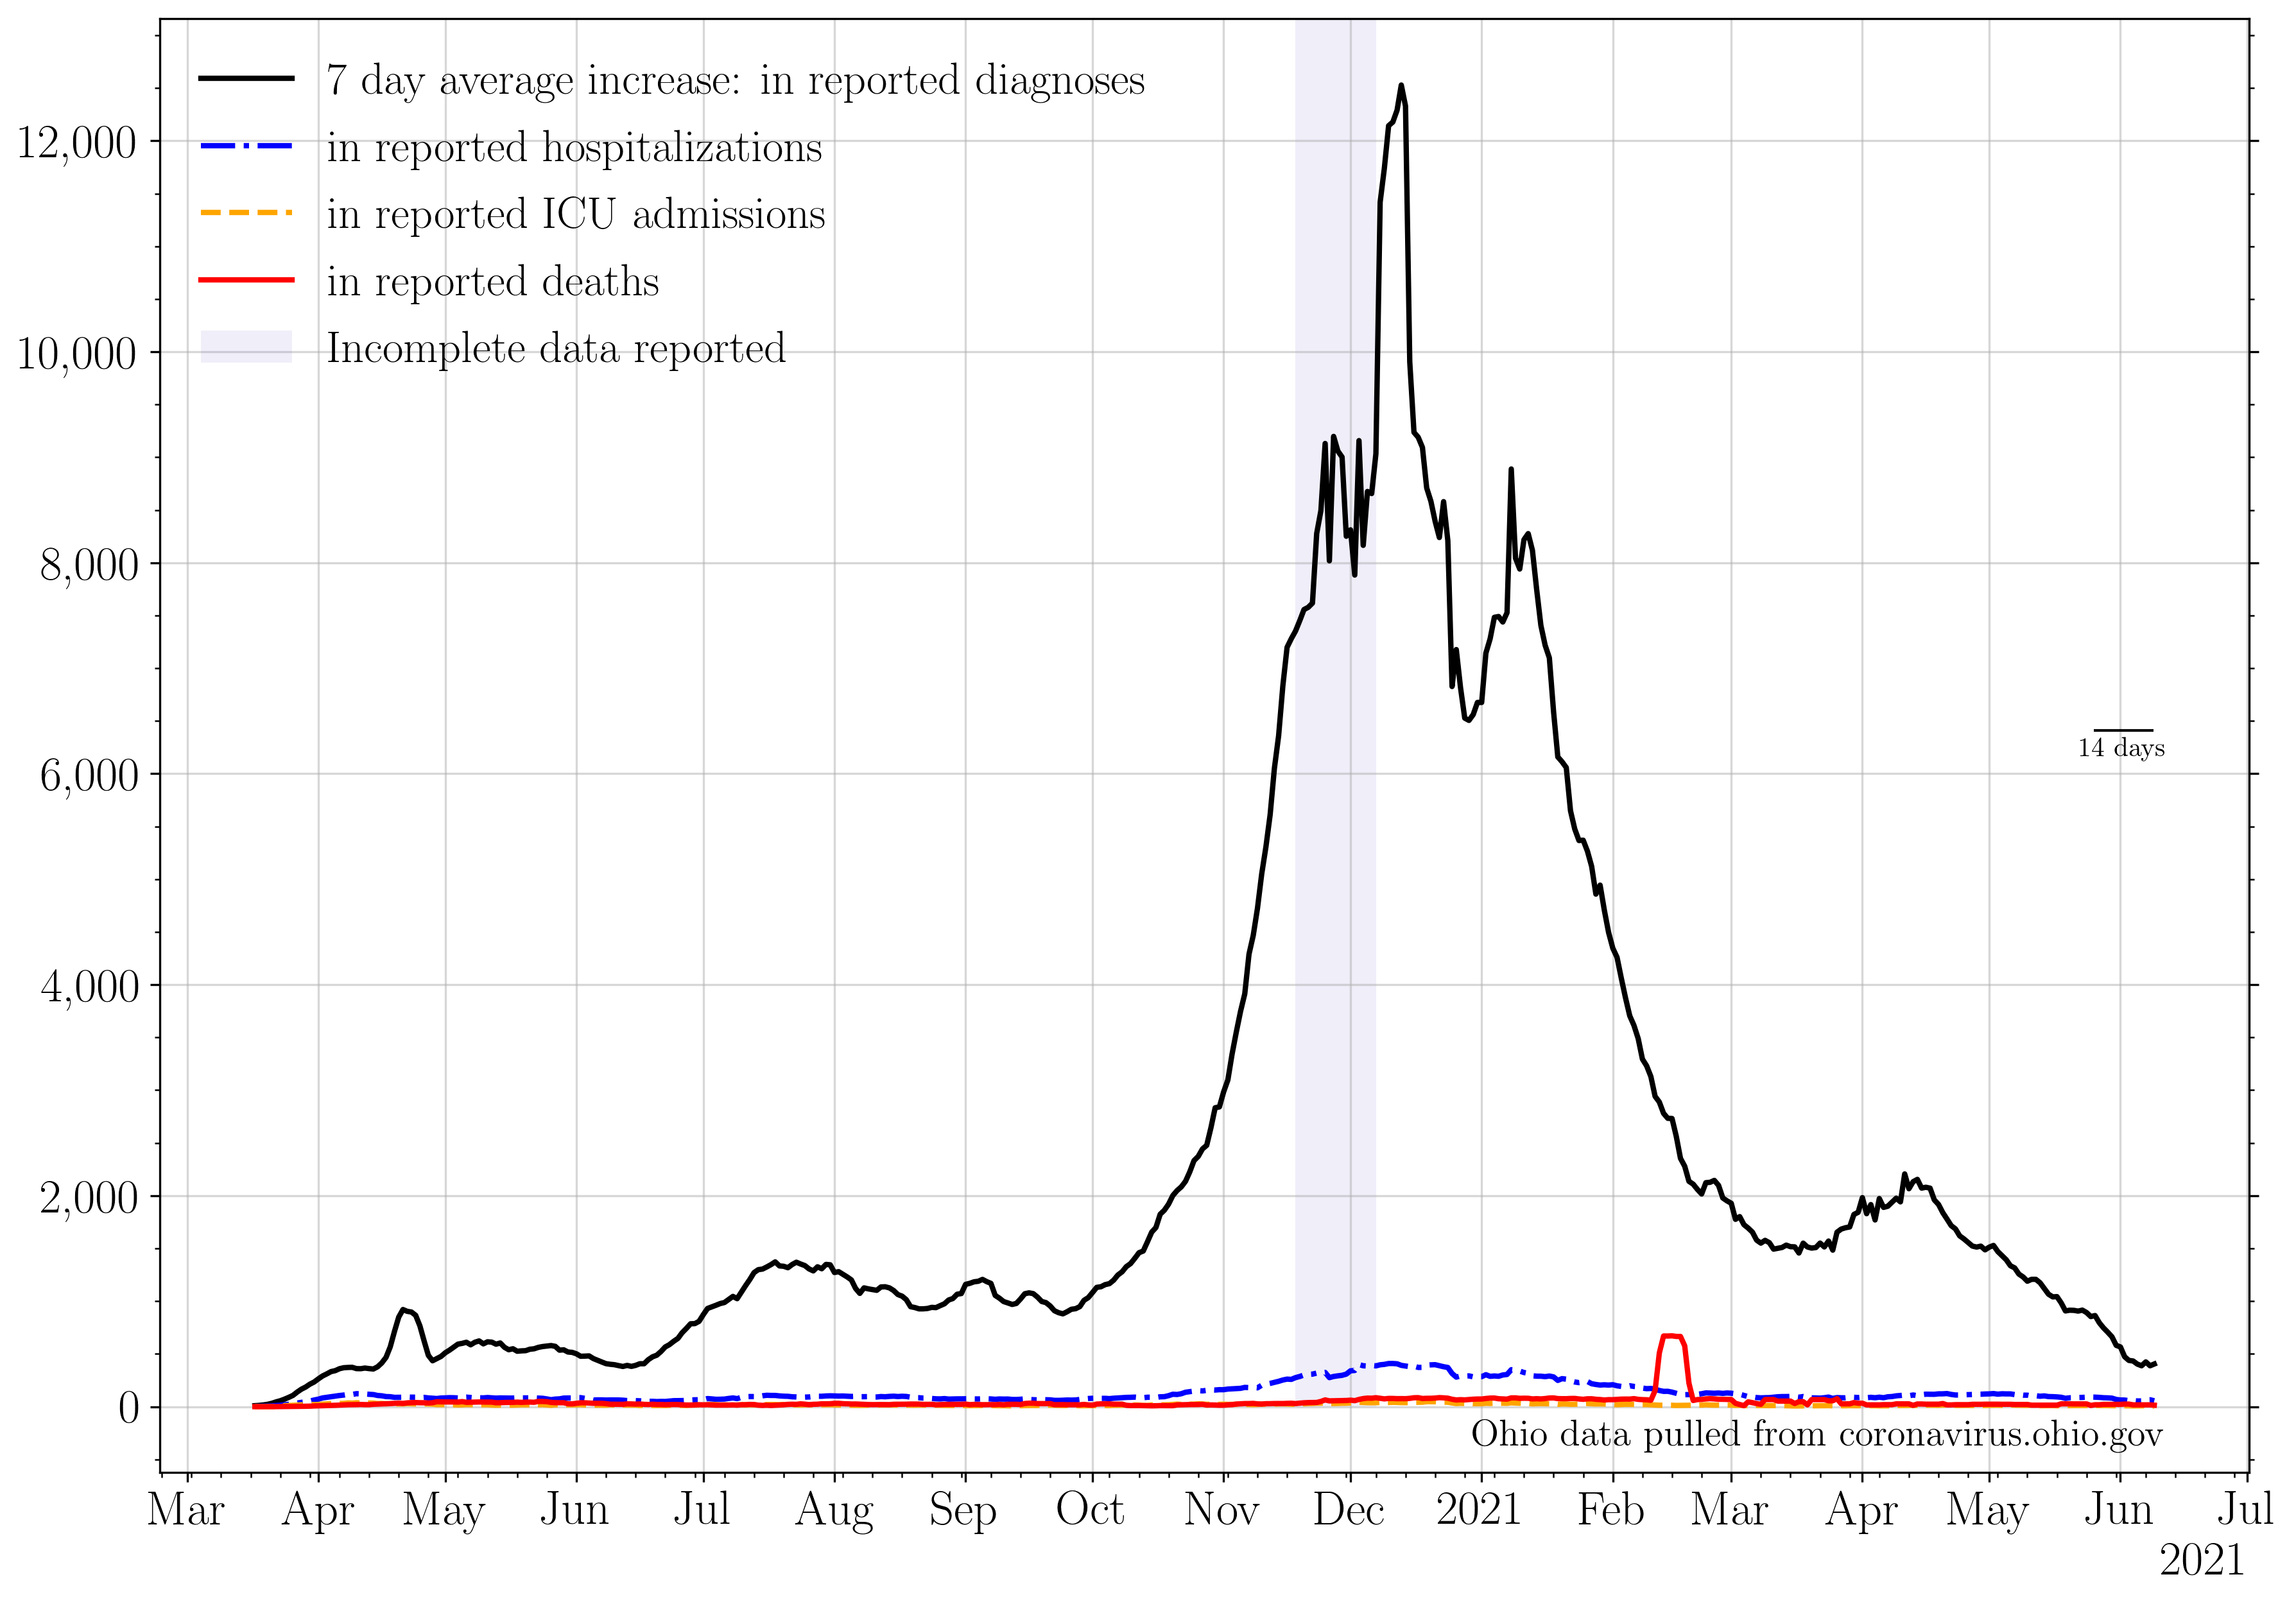 7 day average increase: in reported diagnoses
in reported hospitalizations
in reported ICU admissions
in reported deaths
Incomplete data reported
12,000
10,000
8,000
6,000
4,000
2,000
0
14 days
Ohio data pulled from coronavirus.ohio.gov
Mar Apr May Jun Jul Aug Sep Oct Nov Dec 2021 Feb Mar Apr May Jun Jul
2021